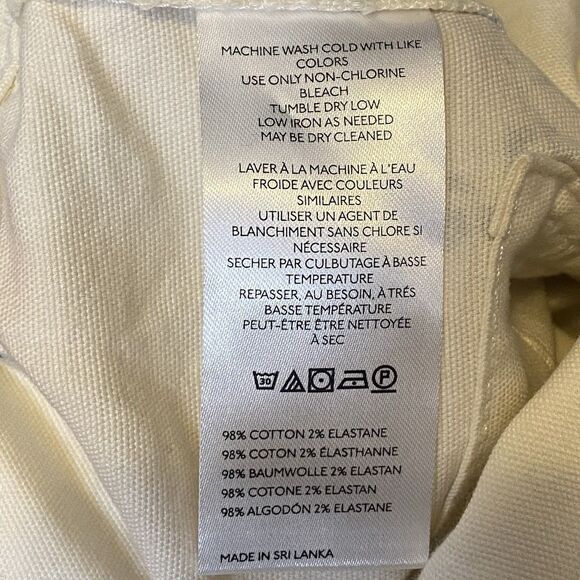 MACHINE WASH COLD WITH LIKE
COLORS
USE ONLY NON-CHLORINE
BLEACH
TUMBLE DRY LOW
LOW IRON AS NEEDED
MAY BE DRY CLEANED
LAVER À LA MACHINE À L'EAU
FROIDE AVEC COULEURS
SIMILAIRES
UTILISER UN AGENT DE
BLANCHIMENT SANS CHLORE SI
NÉCESSAIRE
SECHER PAR CULBUTAGE À BASSE
TEMPERATURE
REPASSER, AU BESOIN, À TRÉS
BASSE TEMPÉRATURE
PEUT-ÊTRE ÊTRE NETTOYÉE
À SEC
30 P
98% COTTON 2% ELASTANE
98% COTON 2% ÉLASTHANNE
98% BAUMWOLLE 2% ELASTAN
98% COTONE 2% ELASTAN
98% ALGODÓN 2% ELASTANE
MADE IN SRI LANKA